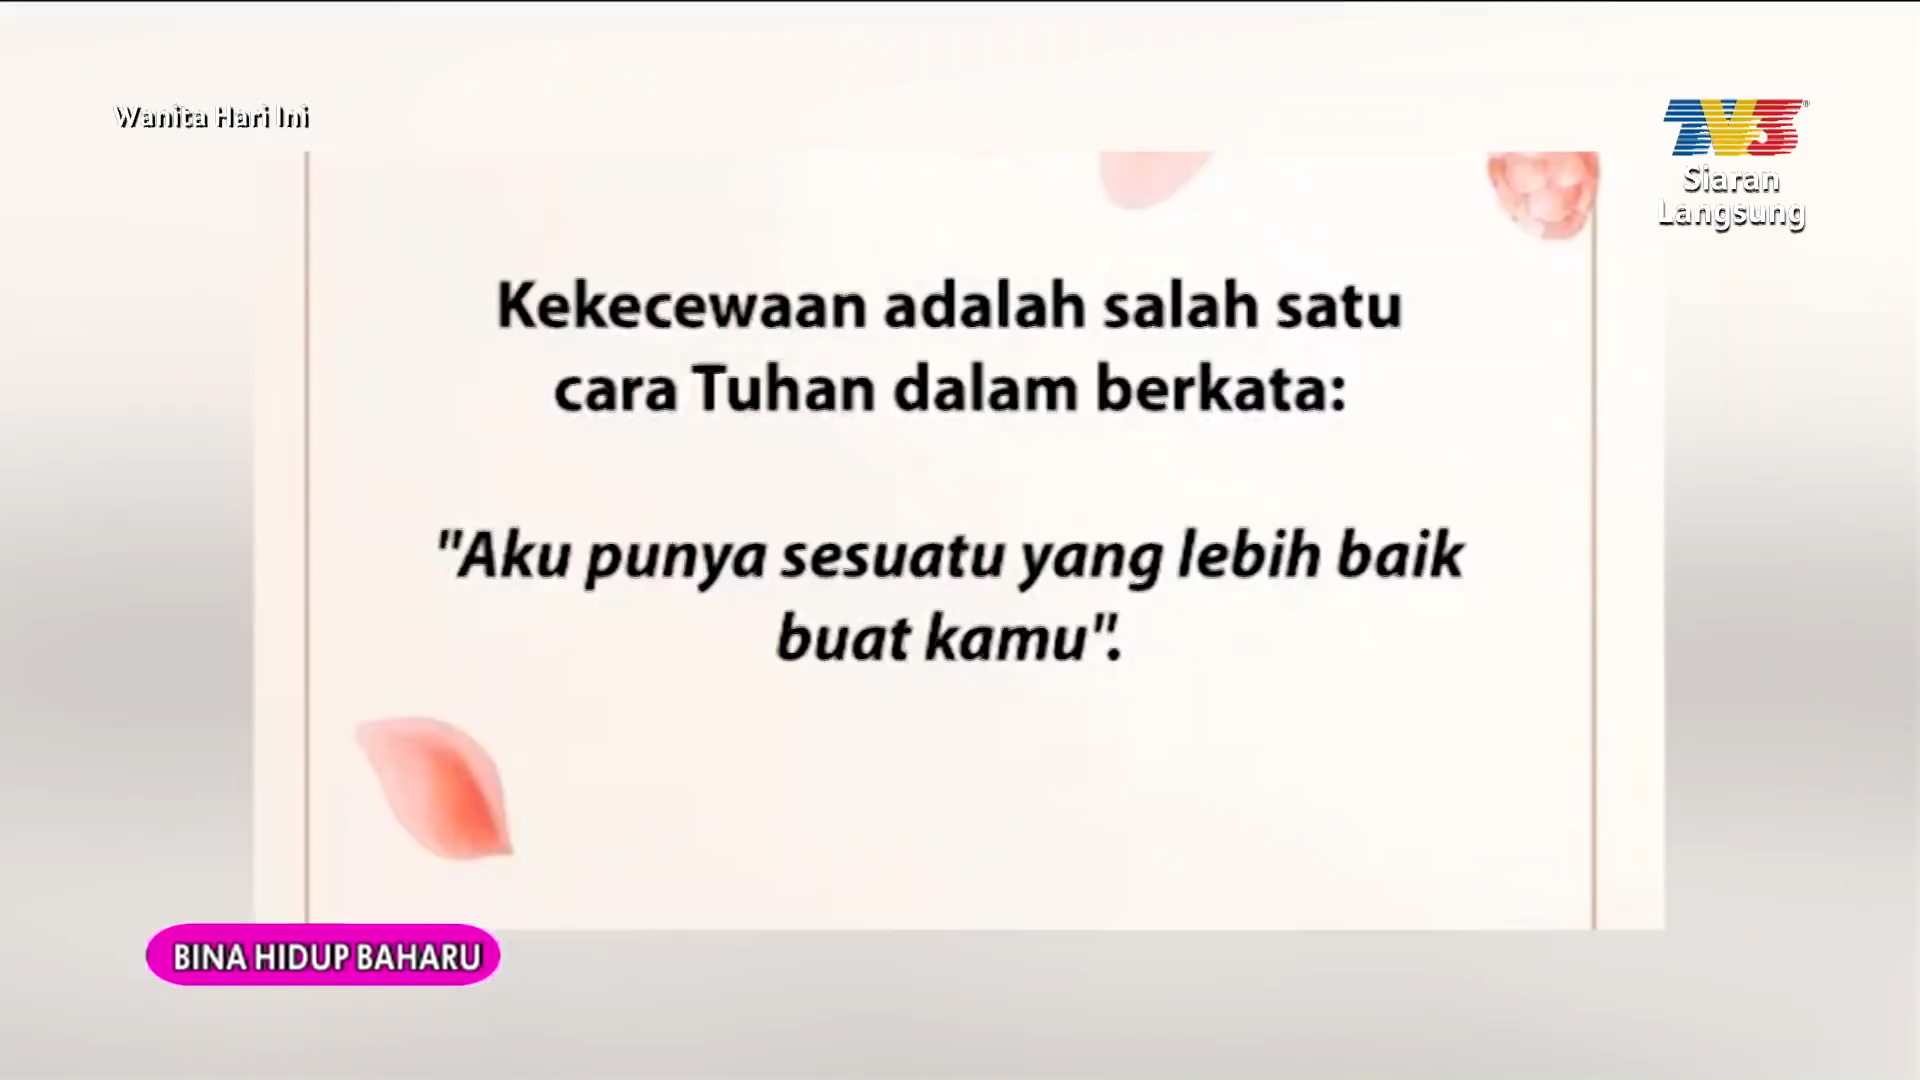 Wanita Hari Ini
TV3
Siaran
Langsung
Kekecewaan adalah salah satu
cara Tuhan dalam berkata:
"Aku punya sesuatu yang lebih baik
buat kamu".
BINA HIDUP BAHARU